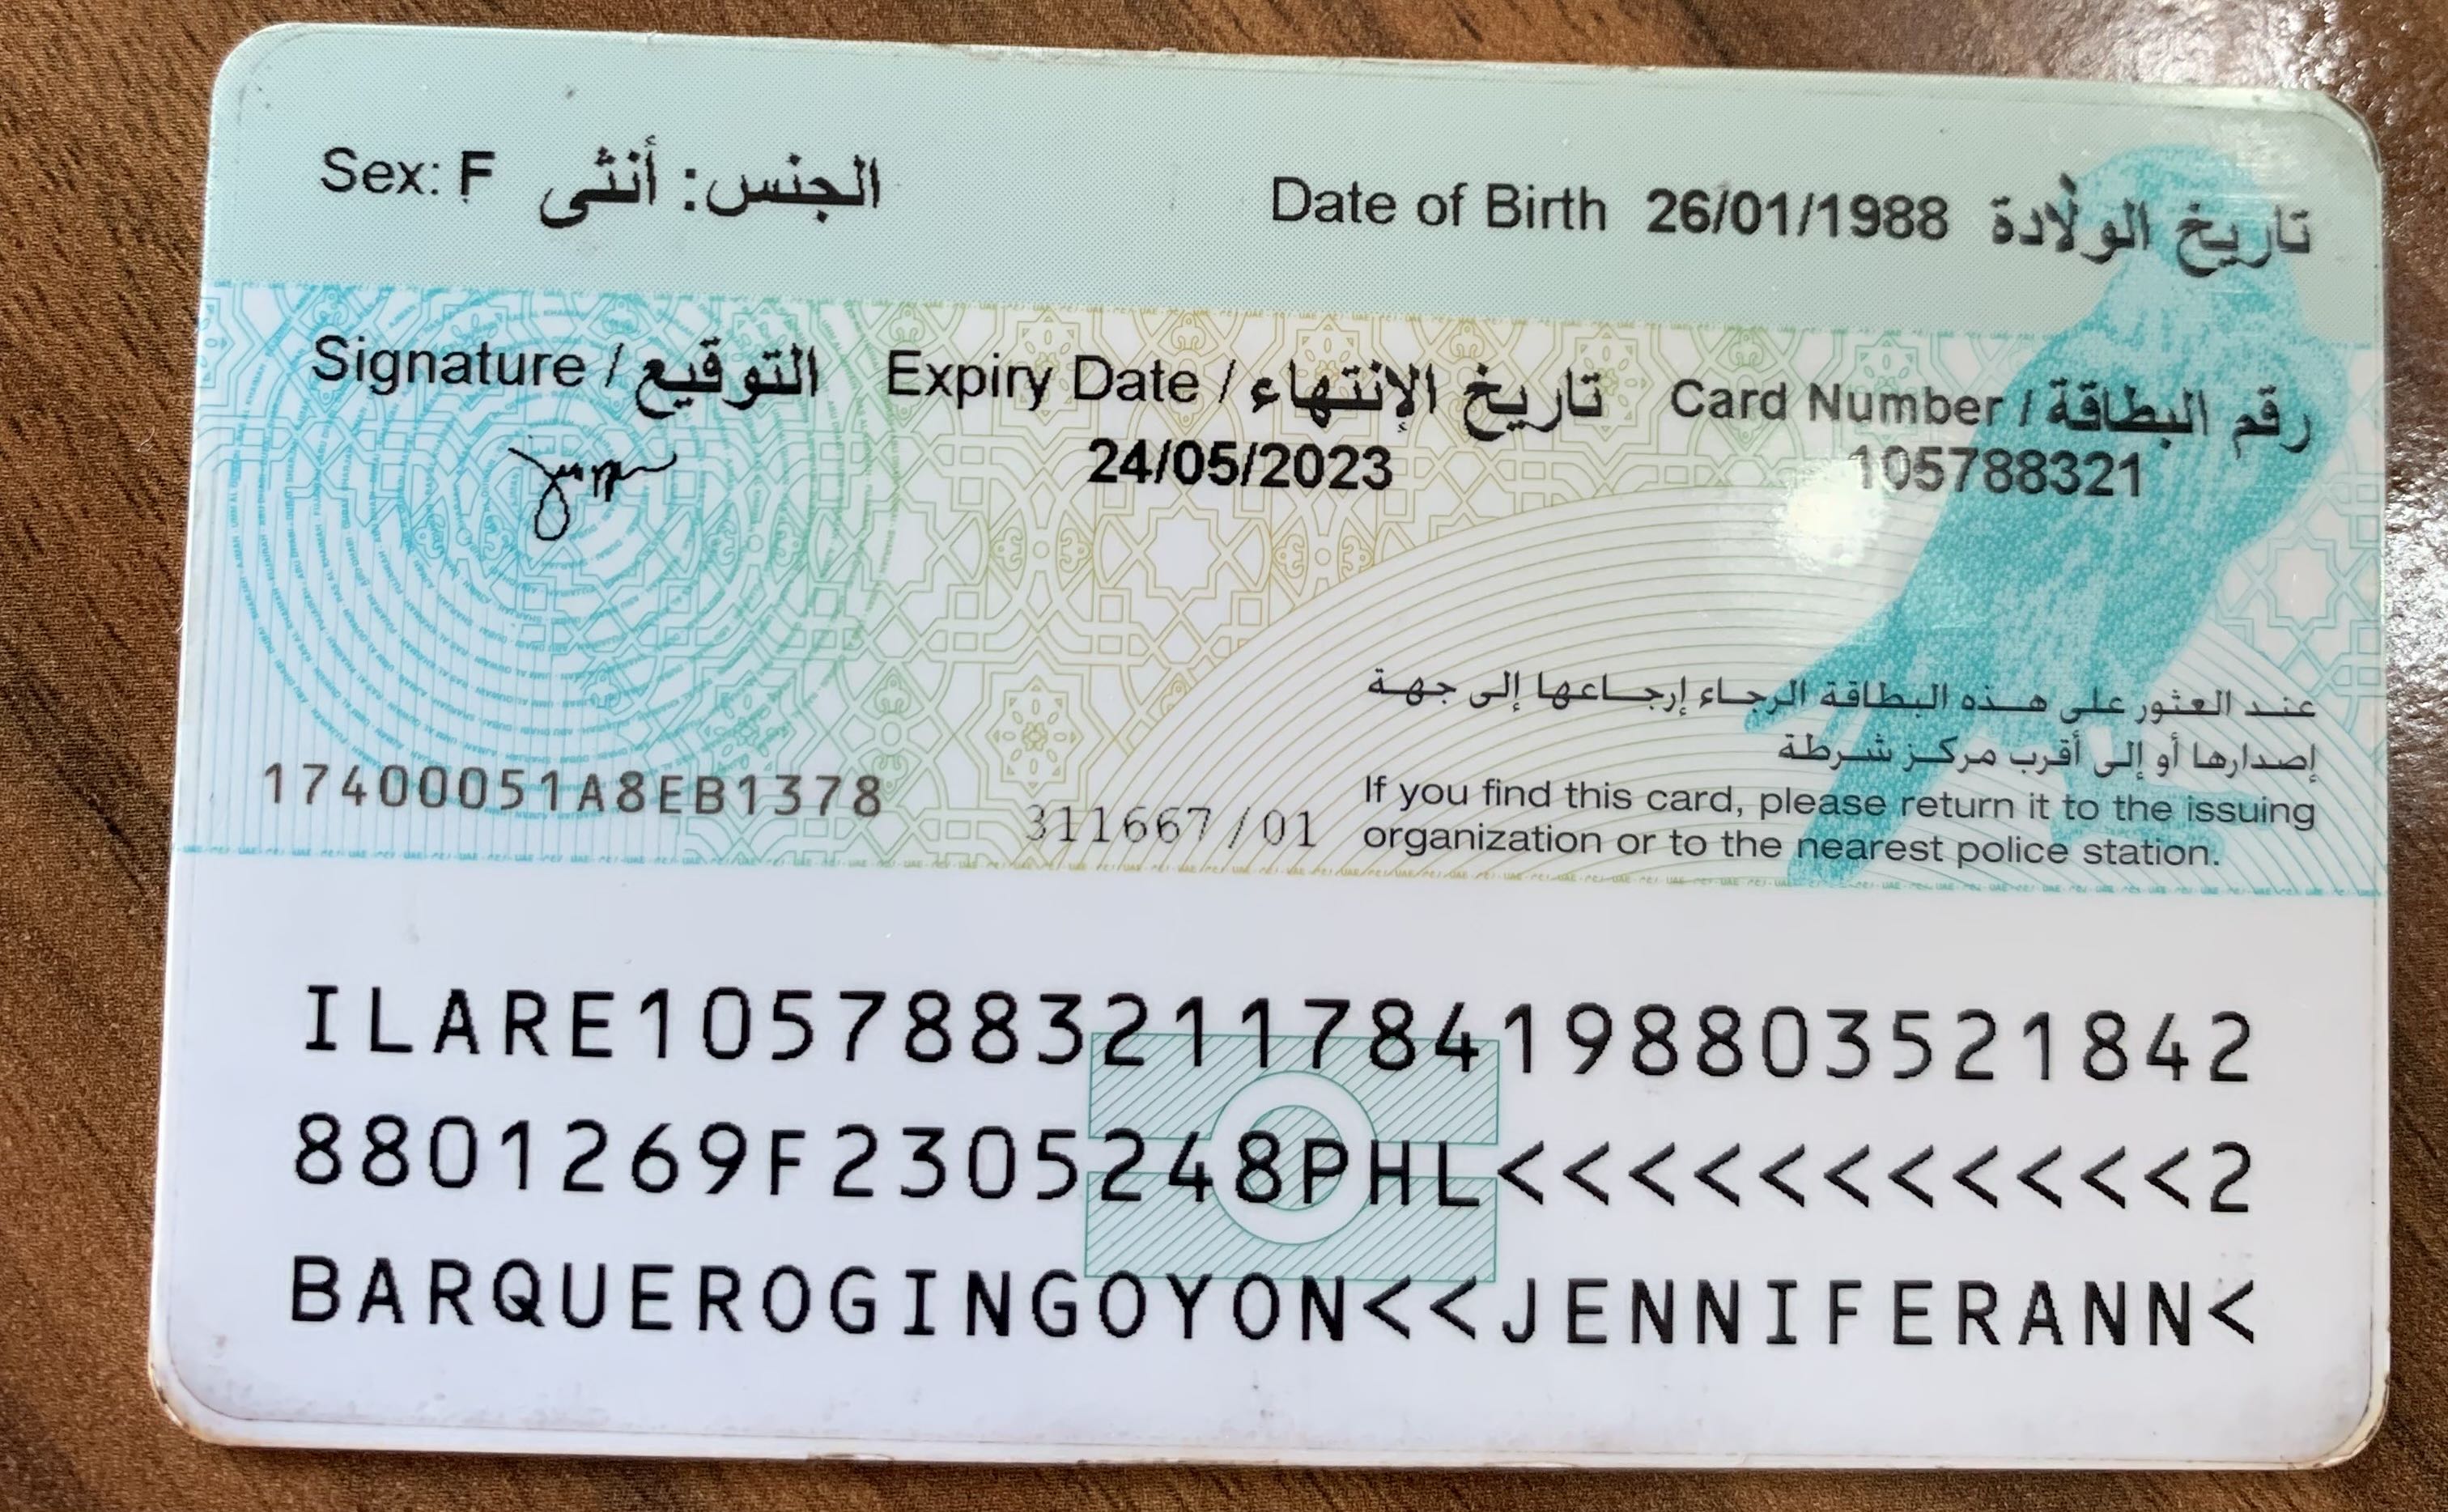 Sex: F الجنس: أنثى
Date of Birth 26/01/1988 تاريخ الولادة
Signature / التوقيع
Expiry Date / تاريخ الإنتهاء
Card Number / رقم البطاقة
24/05/2023
105788321
عند العثور على هذه البطاقة الرجاء إرجاعها إلى جهة
إصدارها أو إلى أقرب مركز شرطة
17400051A8EB1378
311667/01
If you find this card, please return it to the issuing
organization or to the nearest police station.
ILARE1057883211784198803521842
8801269F2305248PHL<<<<<<<<<<<2
BARQUEROGINGOYON<<JENNIFERANN<